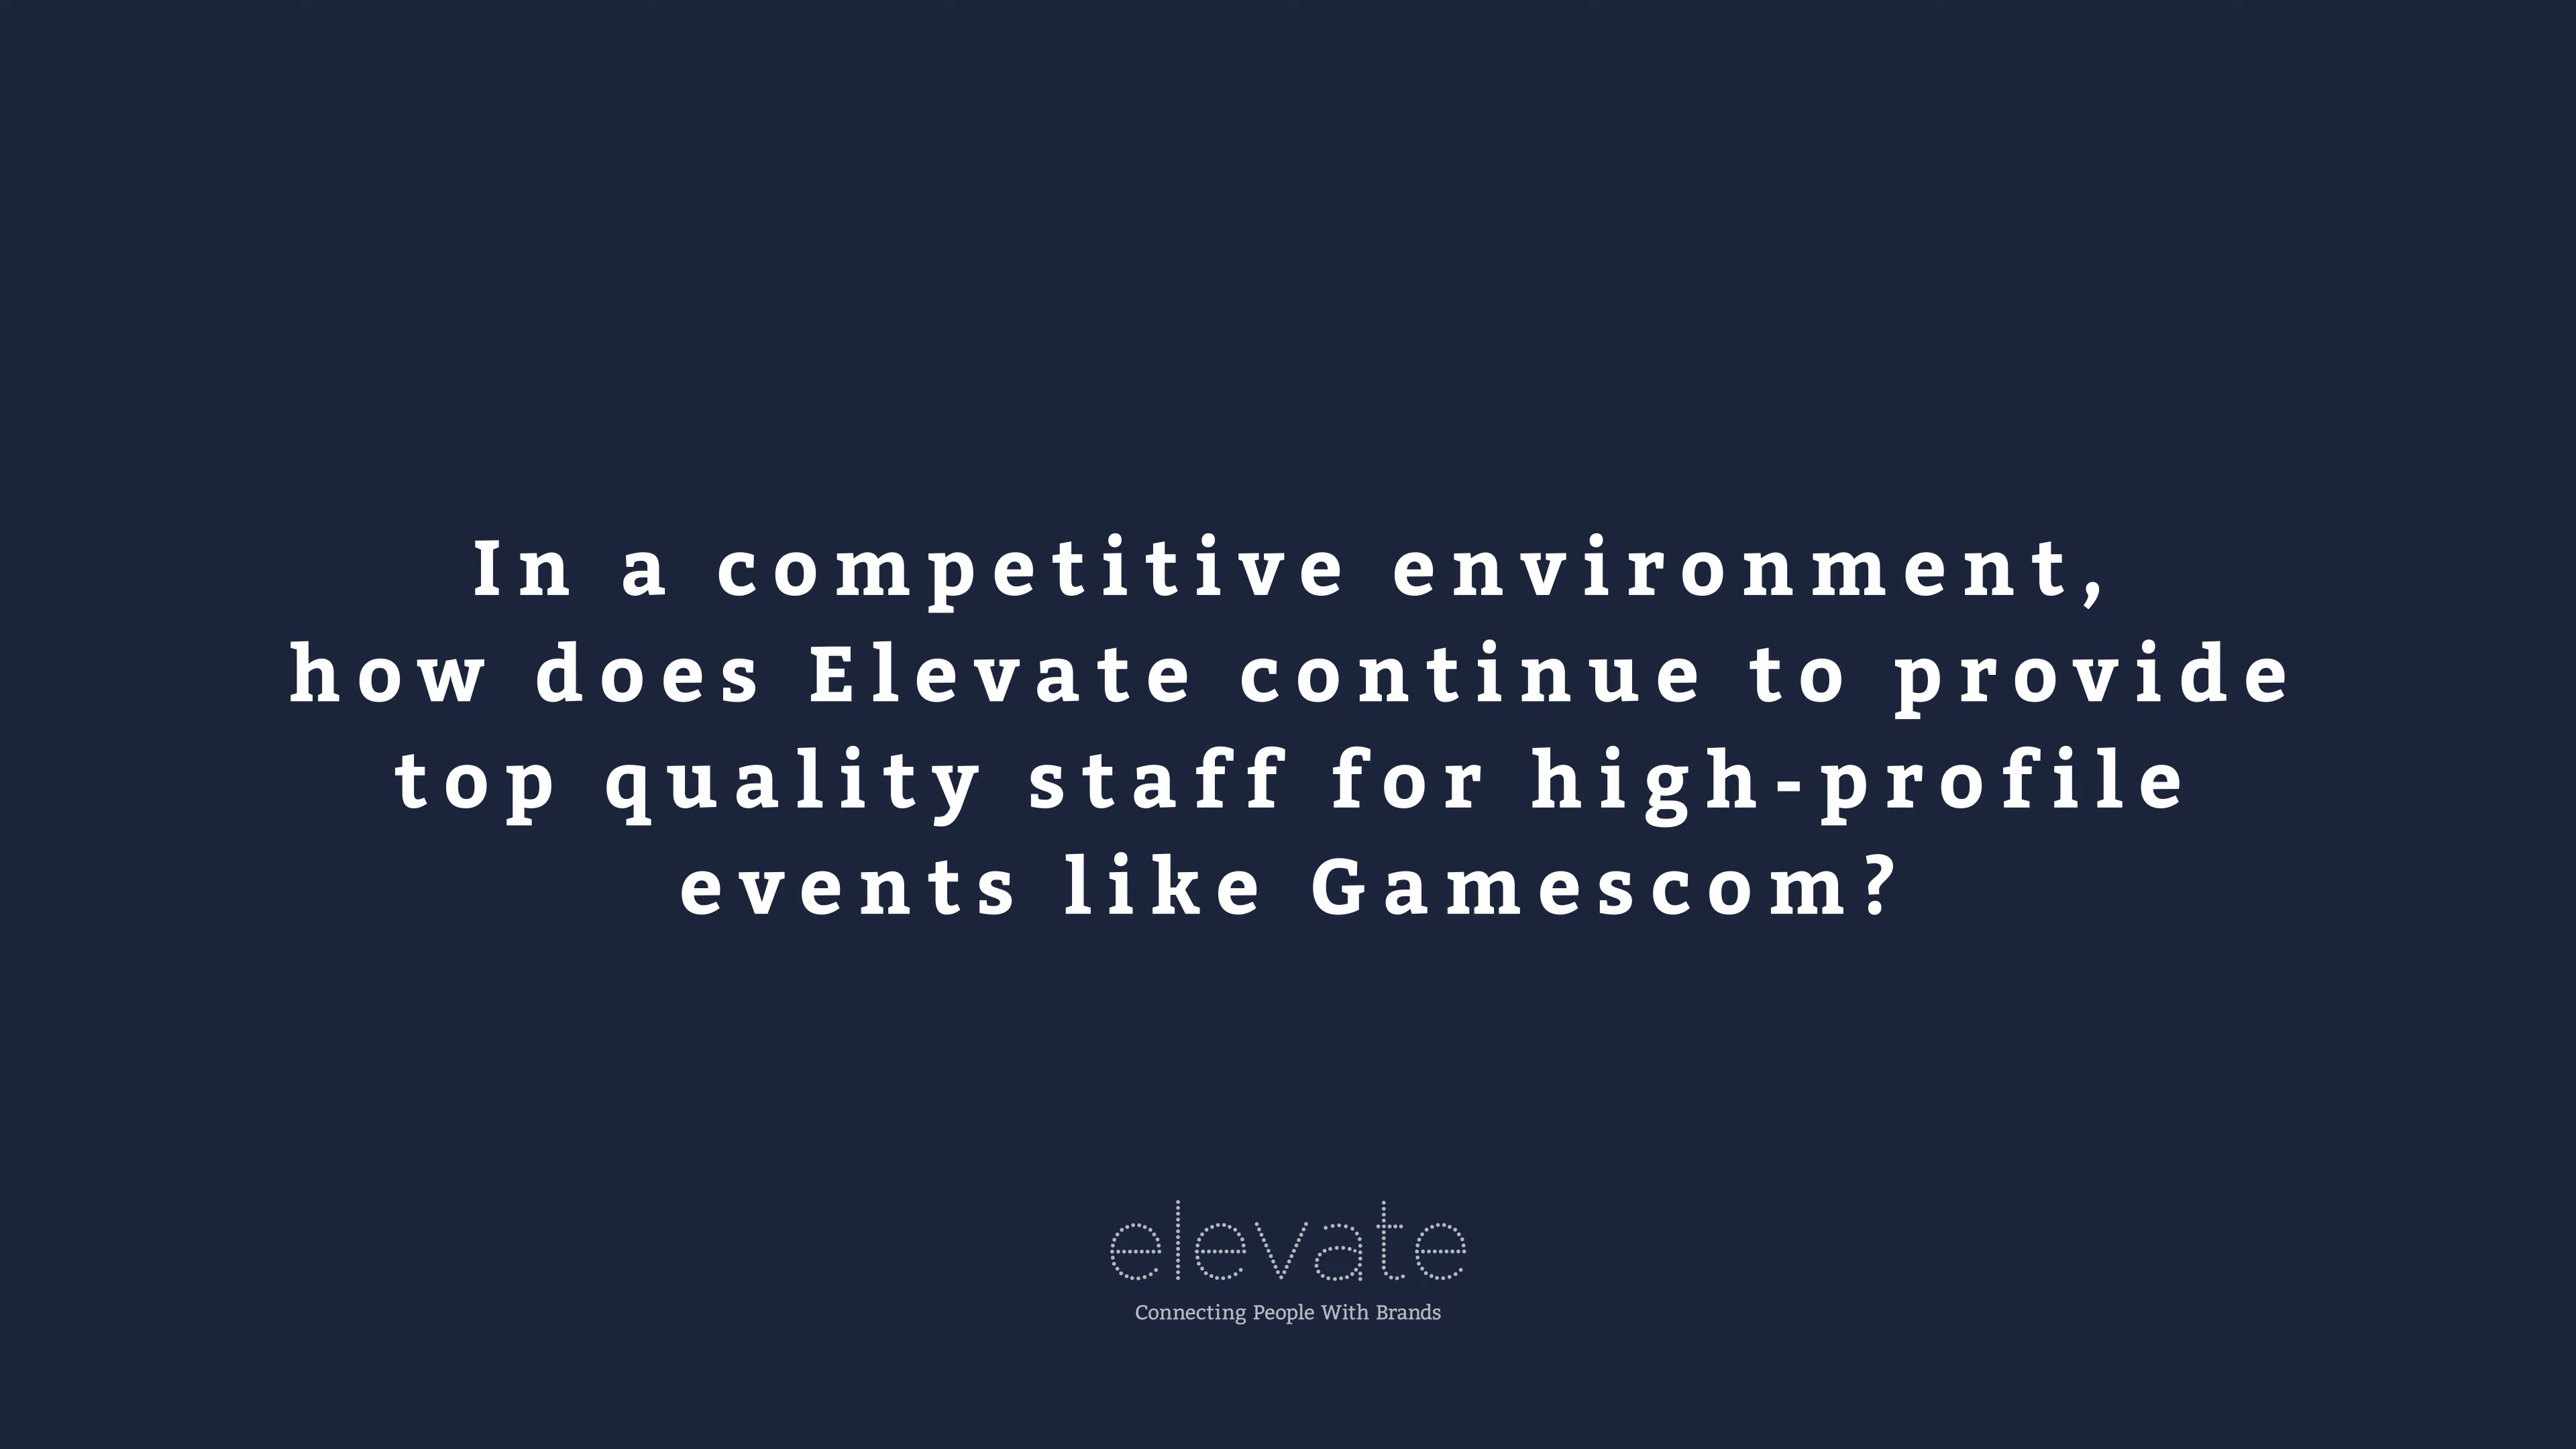 In a competitive environment,
how does Elevate continue to provide
top quality staff for high-profile
events like Gamescom?
elevate
Connecting People With Brands